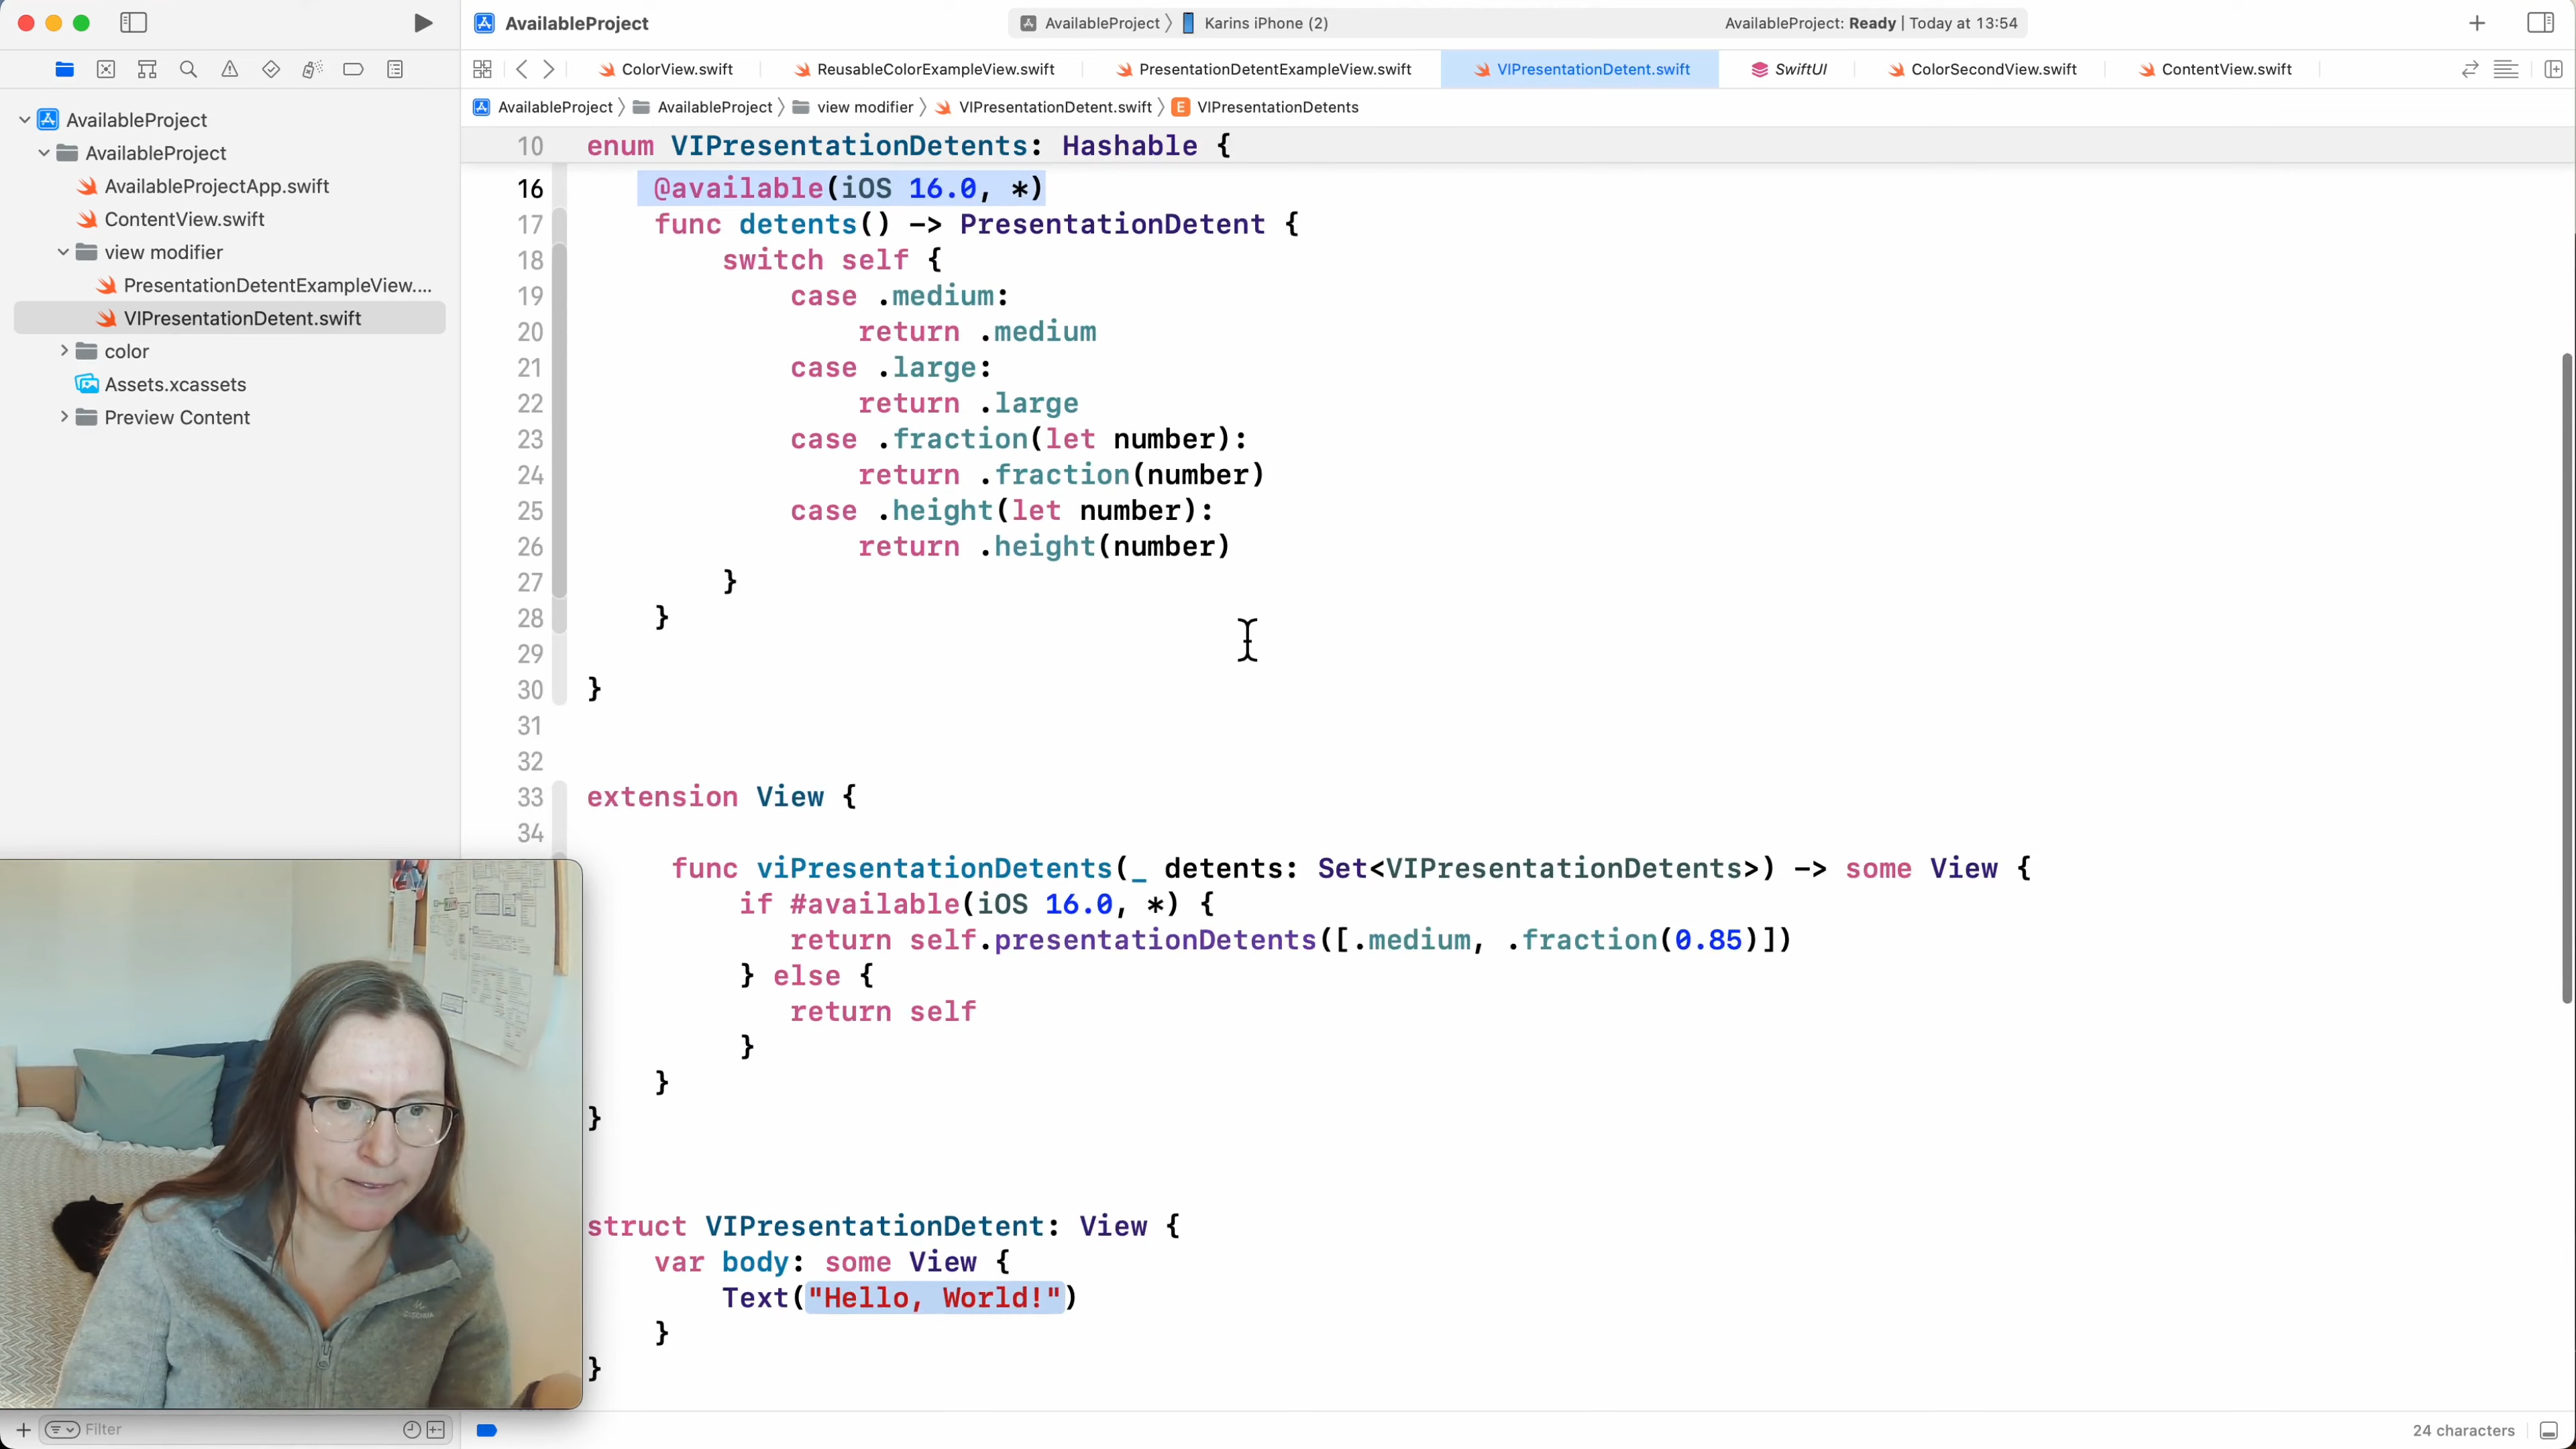 AvailableProject
AvailableProject 〉 Karins iPhone (2)
AvailableProject: Ready | Today at 13:54
ColorView.swift
ReusableColorExampleView.swift
PresentationDetentExampleView.swift
VIPresentationDetent.swift
SwiftUI
ColorSecondView.swift
ContentView.swift
AvailableProject 〉 AvailableProject 〉 view modifier 〉 VIPresentationDetent.swift 〉 E VIPresentationDetents
AvailableProject
AvailableProject
AvailableProjectApp.swift
ContentView.swift
view modifier
PresentationDetentExampleView....
VIPresentationDetent.swift
color
Assets.xcassets
Preview Content
10 enum VIPresentationDetents: Hashable {
16 @available(iOS 16.0, *)
17 func detents() -> PresentationDetent {
18 switch self {
19 case .medium:
20 return .medium
21 case .large:
22 return .large
23 case .fraction(let number):
24 return .fraction(number)
25 case .height(let number):
26 return .height(number)
27 }
28 }
29
30 }
31
32
33 extension View {
34
func viPresentationDetents(_ detents: Set<VIPresentationDetents>) -> some View {
if #available(iOS 16.0, *) {
return self.presentationDetents([.medium, .fraction(0.85)])
} else {
return self
}
}
}
struct VIPresentationDetent: View {
var body: some View {
Text("Hello, World!")
}
}
Filter
24 characters